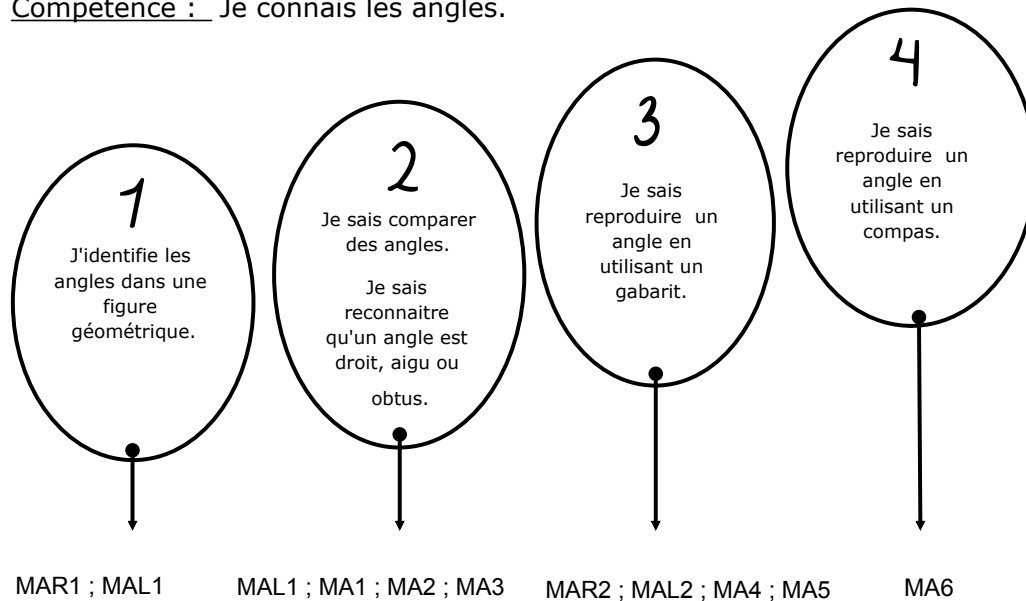 Compétence : Je connais les angles.
1
J'identifie les
angles dans une
figure
géométrique.
2
Je sais comparer
des angles.
Je sais
reconnaitre
qu'un angle est
droit, aigu ou
obtus.
3
Je sais
reproduire un
angle en
utilisant un
gabarit.
4
Je sais
reproduire un
angle en
utilisant un
compas.
MAR1 ; MAL1
MAL1 ; MA1 ; MA2 ; MA3
MAR2 ; MAL2 ; MA4 ; MA5
MA6